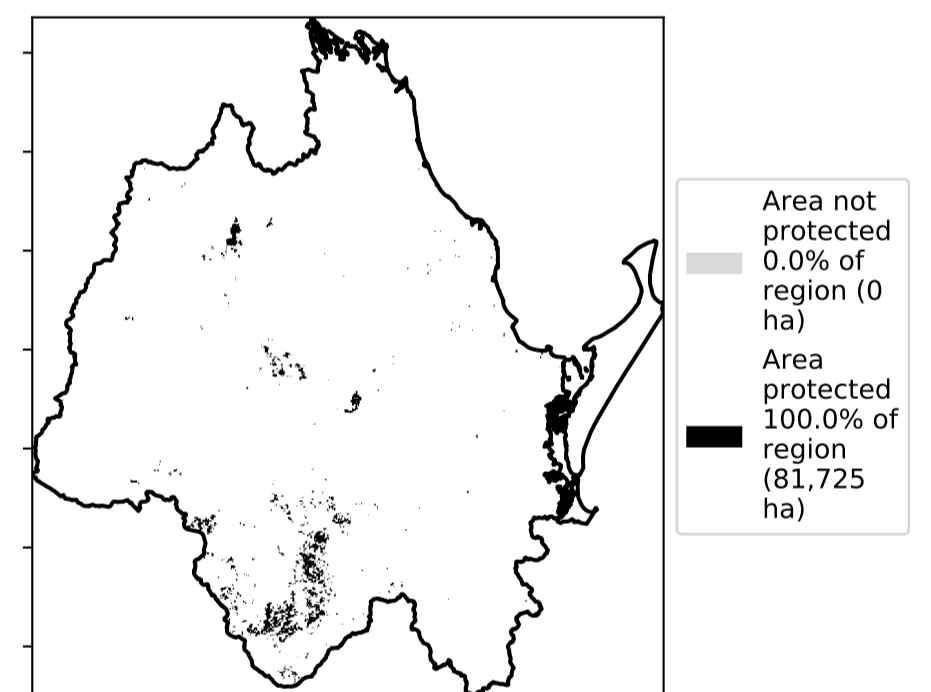 Area not
protected
0.0% of
region (0
ha)
Area
protected
100.0% of
region
(81,725
ha)